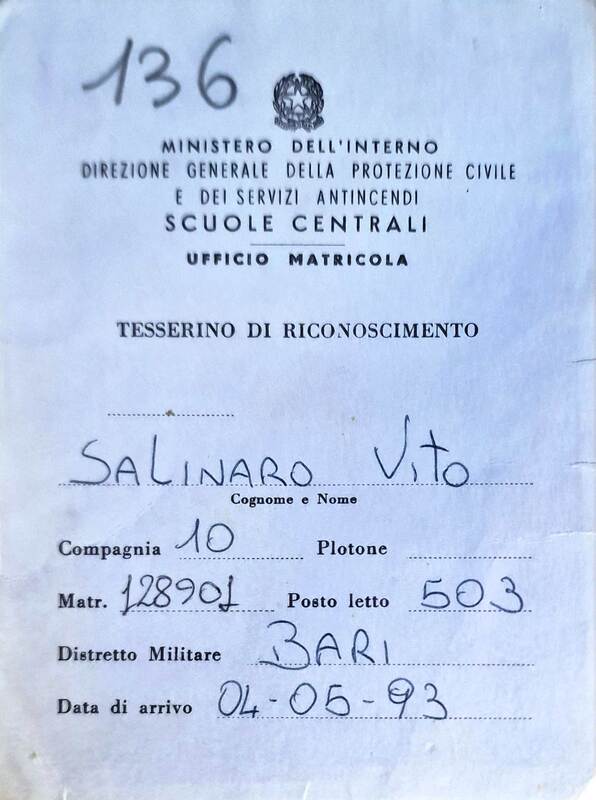 136
MINISTERO DELL'INTERNO
DIREZIONE GENERALE DELLA PROTEZIONE CIVILE
E DEI SERVIZI ANTINCENDI
SCUOLE CENTRALI
UFFICIO MATRICOLA
TESSERINO DI RICONOSCIMENTO
SALINARO VITO
Cognome e Nome
Compagnia 10 Plotone
Matr. 128901 Posto letto 503
Distretto Militare BARI
Data di arrivo 04-05-93